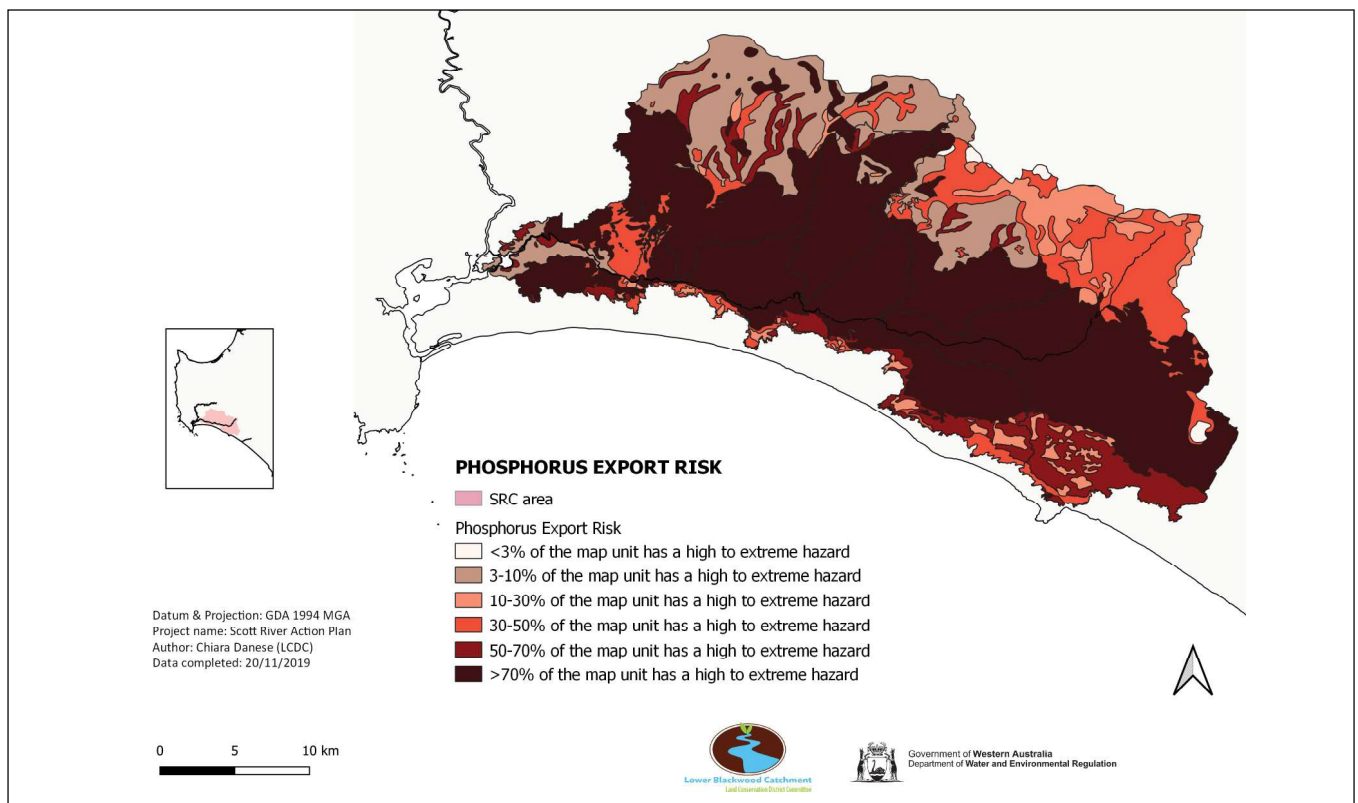 PHOSPHORUS EXPORT RISK
SRC area
Phosphorus Export Risk
<3% of the map unit has a high to extreme hazard
3-10% of the map unit has a high to extreme hazard
10-30% of the map unit has a high to extreme hazard
30-50% of the map unit has a high to extreme hazard
50-70% of the map unit has a high to extreme hazard
>70% of the map unit has a high to extreme hazard
Datum & Projection: GDA 1994 MGA
Project name: Scott River Action Plan
Author: Chiara Danese (LCDC)
Data completed: 20/11/2019
0 5 10 km
Lower Blackwood Catchment
Land Conservation District Committee
Government of Western Australia
Department of Water and Environmental Regulation